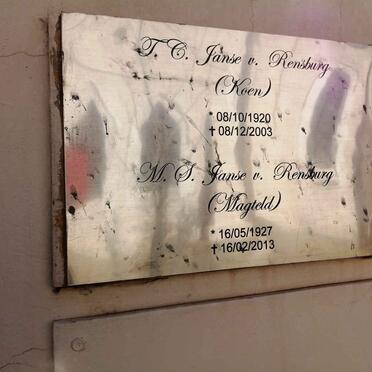 T. C. Janse v. Rensburg
(Koen)
* 08/10/1920
† 08/12/2003
M. S. Janse v. Rensburg
(Magteld)
* 16/05/1927
† 16/02/2013